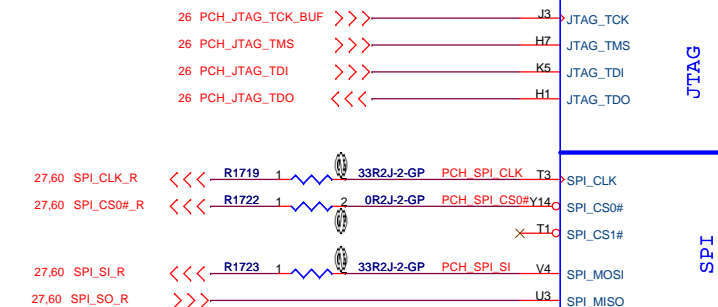 26 PCH_JTAG_TCK_BUF J3 JTAG_TCK
26 PCH_JTAG_TMS H7 JTAG_TMS
26 PCH_JTAG_TDI K5 JTAG_TDI
26 PCH_JTAG_TDO H1 JTAG_TDO
JTAG
27,60 SPI_CLK_R R1719 1 33R2J-2-GP PCH_SPI_CLK T3 SPI_CLK
27,60 SPI_CS0#_R R1722 1 2 0R2J-2-GP PCH_SPI_CS0# Y14 SPI_CS0#
T1 SPI_CS1#
SPI
27,60 SPI_SI_R R1723 1 33R2J-2-GP PCH_SPI_SI V4 SPI_MOSI
27,60 SPI_SO_R U3 SPI_MISO